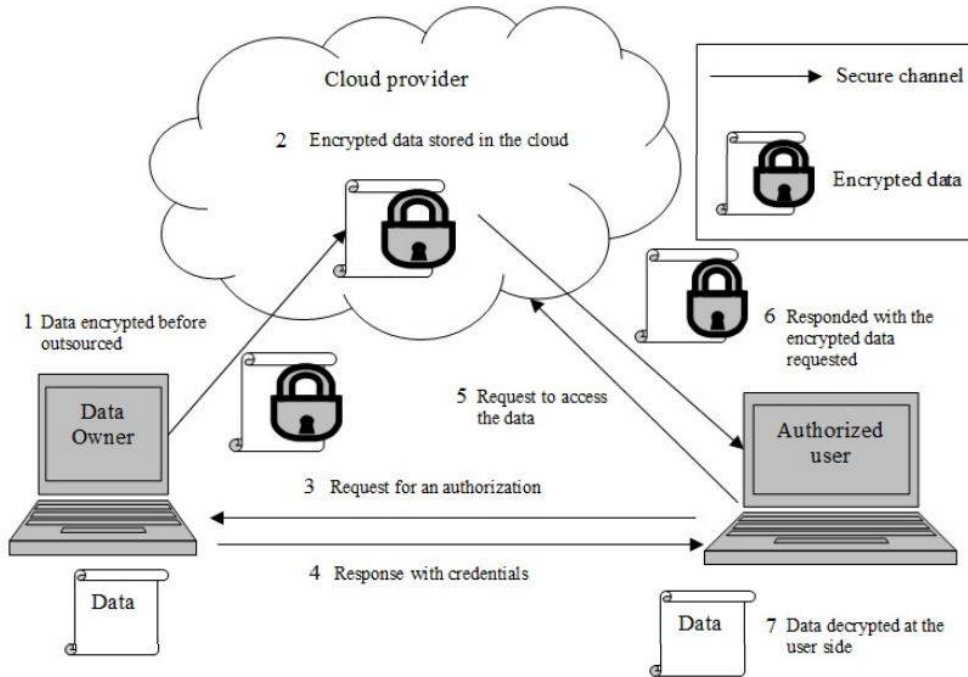 Cloud provider
2 Encrypted data stored in the cloud
Secure channel
Encrypted data
1 Data encrypted before
outsourced
Data
Owner
5 Request to access
the data
6 Responded with the
encrypted data
requested
Authorized
user
3 Request for an authorization
4 Response with credentials
Data
Data
7 Data decrypted at the
user side